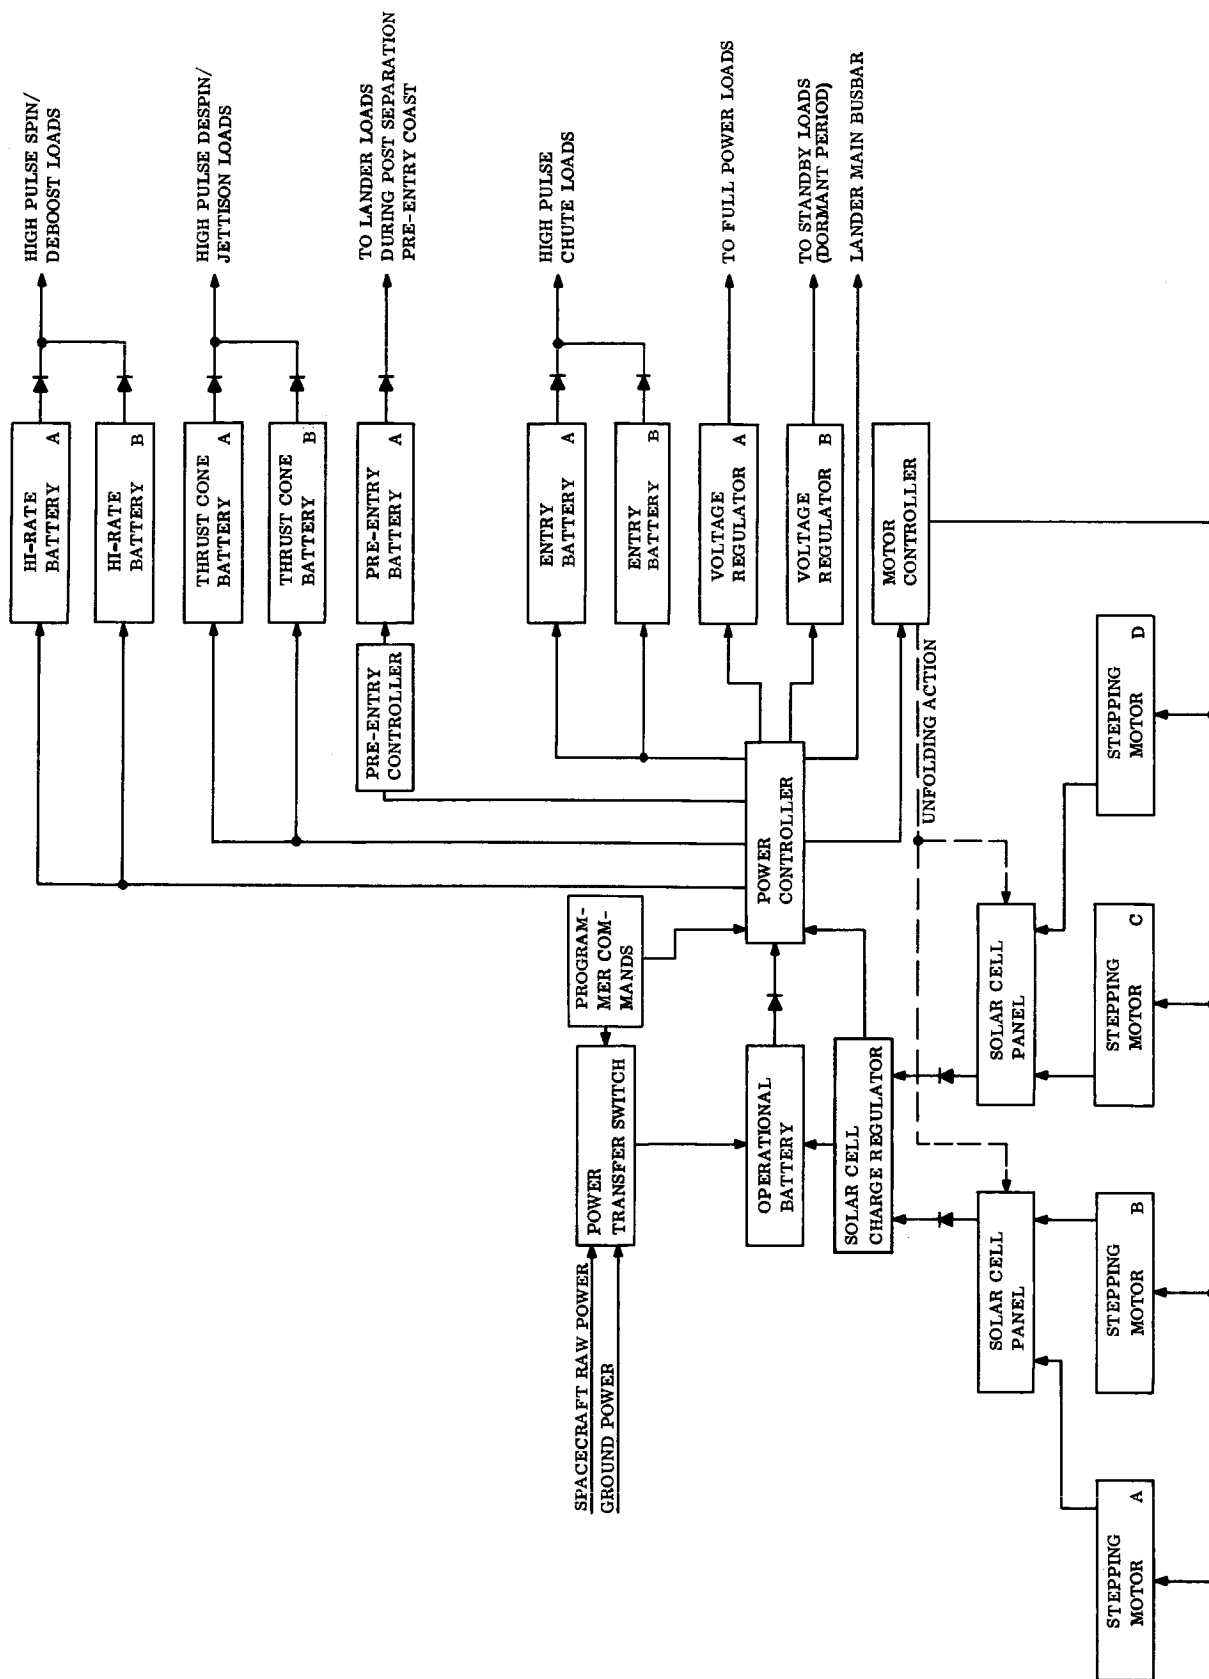 HI-RATE
BATTERY A
HIGH PULSE SPIN/
DEBOOST LOADS
HI-RATE
BATTERY B
THRUST CONE
BATTERY A
HIGH PULSE DESPIN/
JETTISON LOADS
THRUST CONE
BATTERY B
PRE-ENTRY
CONTROLLER
PRE-ENTRY
BATTERY A
TO LANDER LOADS
DURING POST SEPARATION
PRE-ENTRY COAST
ENTRY
BATTERY A
HIGH PULSE
CHUTE LOADS
ENTRY
BATTERY B
SPACECRAFT RAW POWER
GROUND POWER
POWER
TRANSFER SWITCH
PROGRAM-
MER COM-
MANDS
VOLTAGE
REGULATOR A
TO FULL POWER LOADS
OPERATIONAL
BATTERY
POWER
CONTROLLER
VOLTAGE
REGULATOR B
TO STANDBY LOADS
(DORMANT PERIOD)
LANDER MAIN BUSBAR
SOLAR CELL
CHARGE REGULATOR
MOTOR
CONTROLLER
UNFOLDING ACTION
SOLAR CELL
PANEL
SOLAR CELL
PANEL
STEPPING
MOTOR A
STEPPING
MOTOR B
STEPPING
MOTOR C
STEPPING
MOTOR D